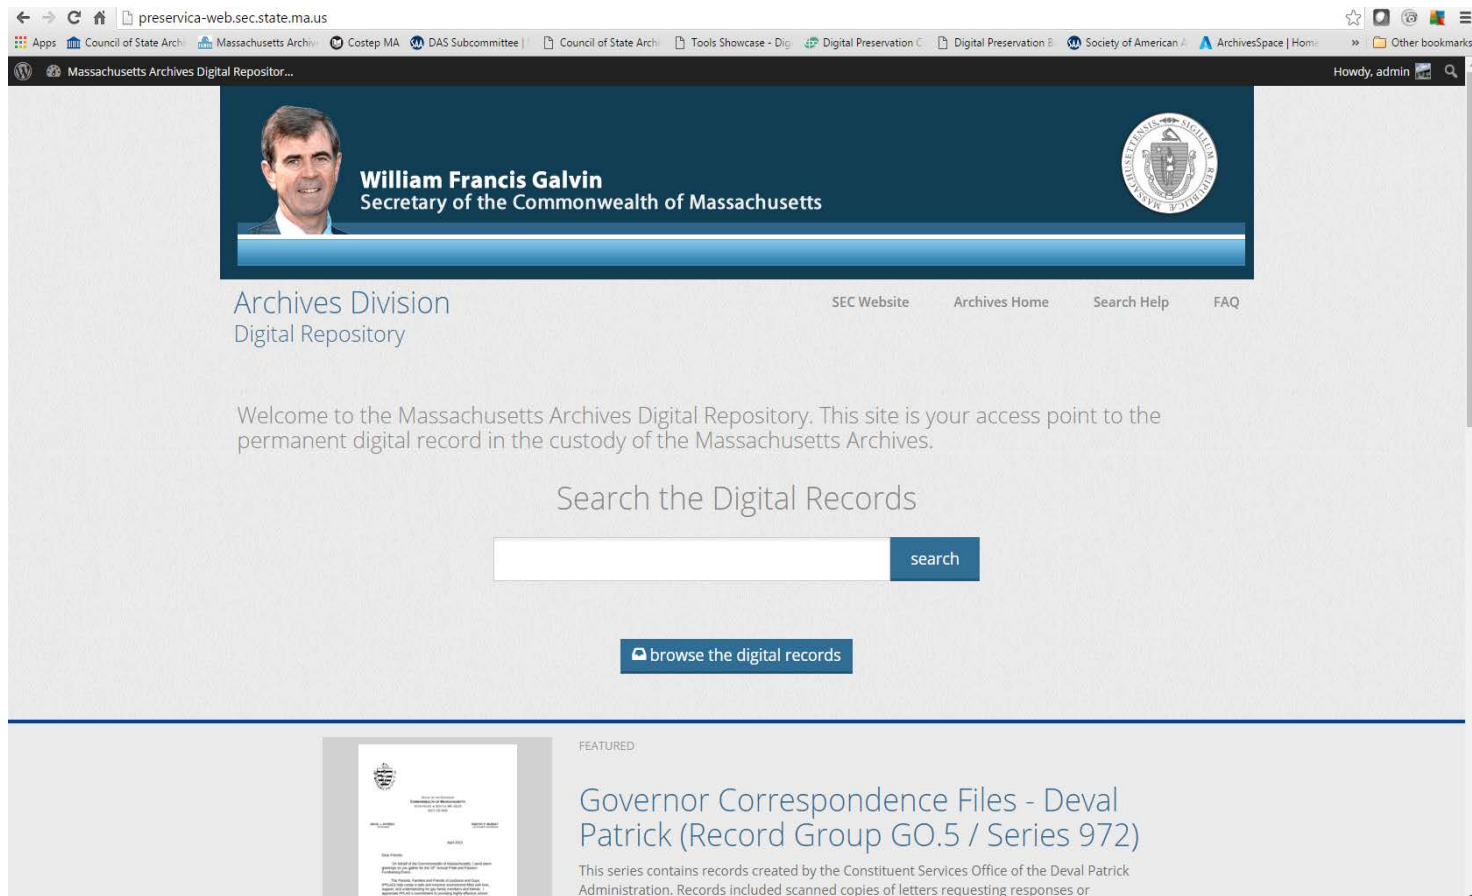 preservica-web.sec.state.ma.us
Apps Council of State Arch Massachusetts Archiv Costep MA DAS Subcommittee | Council of State Arch Tools Showcase - Dig Digital Preservation C Digital Preservation B Society of American A ArchivesSpace | Home » Other bookmarks
Massachusetts Archives Digital Repositor... Howdy, admin
William Francis Galvin
Secretary of the Commonwealth of Massachusetts
MASSACHUSETTENSIS SIGILLUM REIPUBLICÆ
Archives Division
SEC Website Archives Home Search Help FAQ
Digital Repository
Welcome to the Massachusetts Archives Digital Repository. This site is your access point to the
permanent digital record in the custody of the Massachusetts Archives.
Search the Digital Records
search
browse the digital records
FEATURED
Governor Correspondence Files - Deval
Patrick (Record Group GO.5 / Series 972)
This series contains records created by the Constituent Services Office of the Deval Patrick
Administration. Records included scanned copies of letters requesting responses or